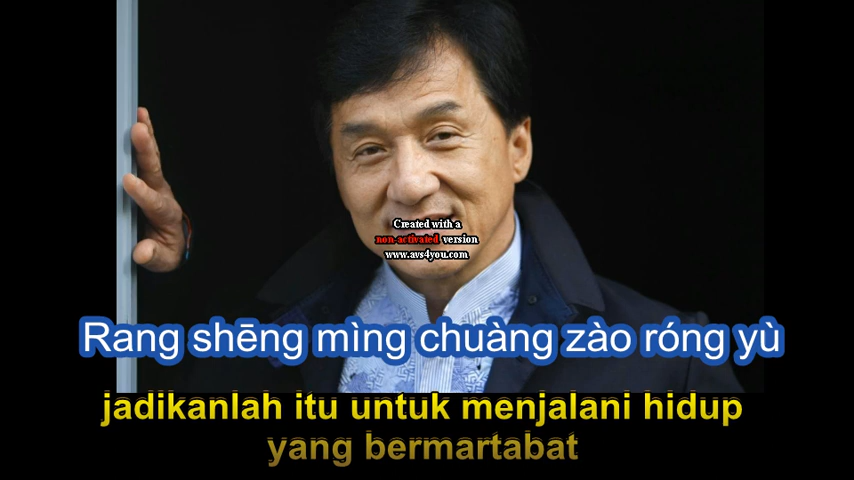 Created with a
non-activated version
www.avs4you.com
Rang shēng mìng chuàng zào róng yù
jadikanlah itu untuk menjalani hidup
yang bermartabat